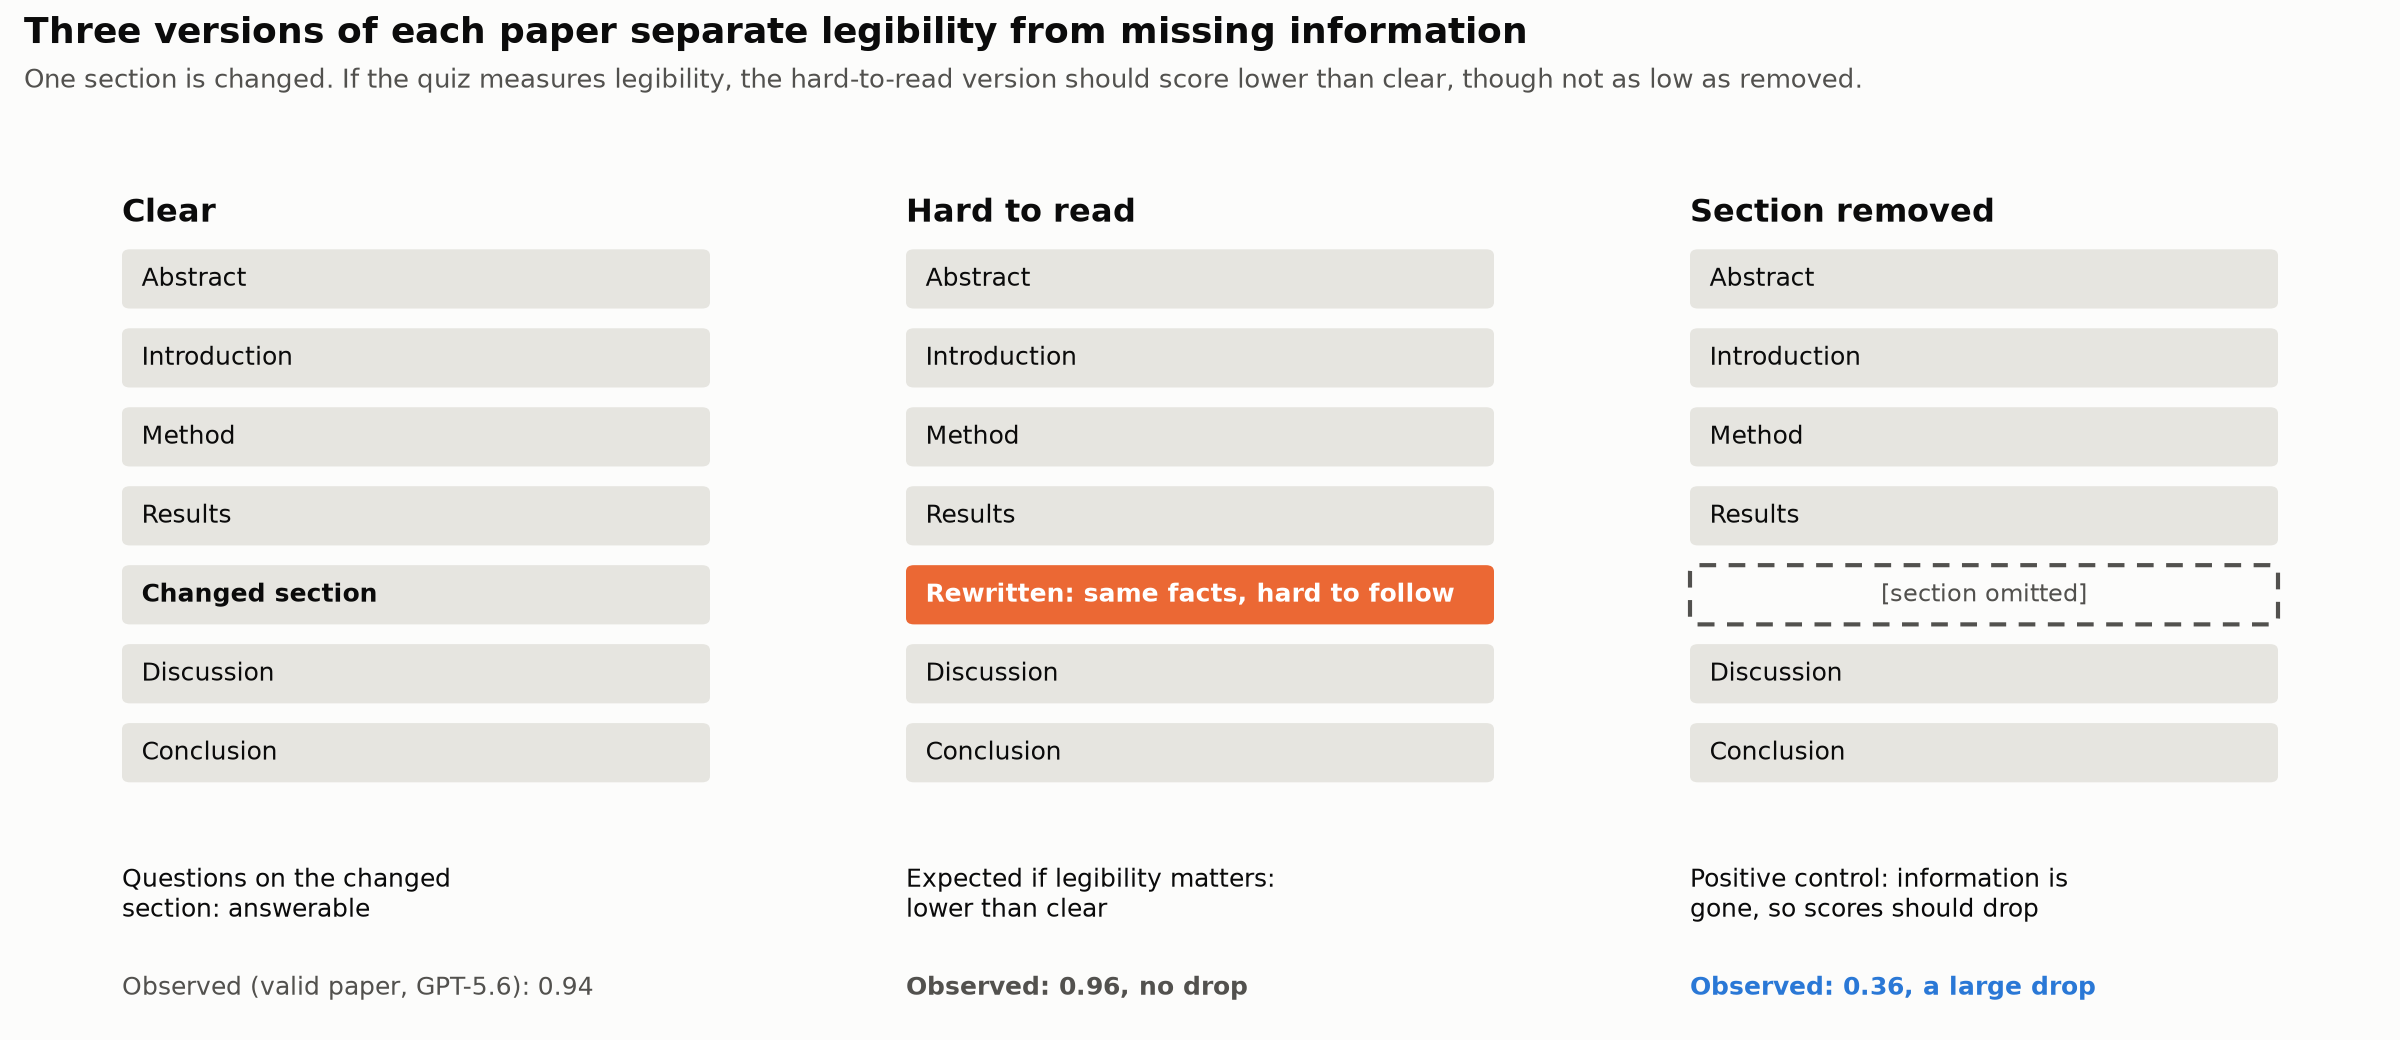 Three versions of each paper separate legibility from missing information
One section is changed. If the quiz measures legibility, the hard-to-read version should score lower than clear, though not as low as removed.
Clear
Abstract
Introduction
Method
Results
Changed section
Discussion
Conclusion
Questions on the changed
section: answerable
Observed (valid paper, GPT-5.6): 0.94
Hard to read
Abstract
Introduction
Method
Results
Rewritten: same facts, hard to follow
Discussion
Conclusion
Expected if legibility matters:
lower than clear
Observed: 0.96, no drop
Section removed
Abstract
Introduction
Method
Results
[section omitted]
Discussion
Conclusion
Positive control: information is
gone, so scores should drop
Observed: 0.36, a large drop